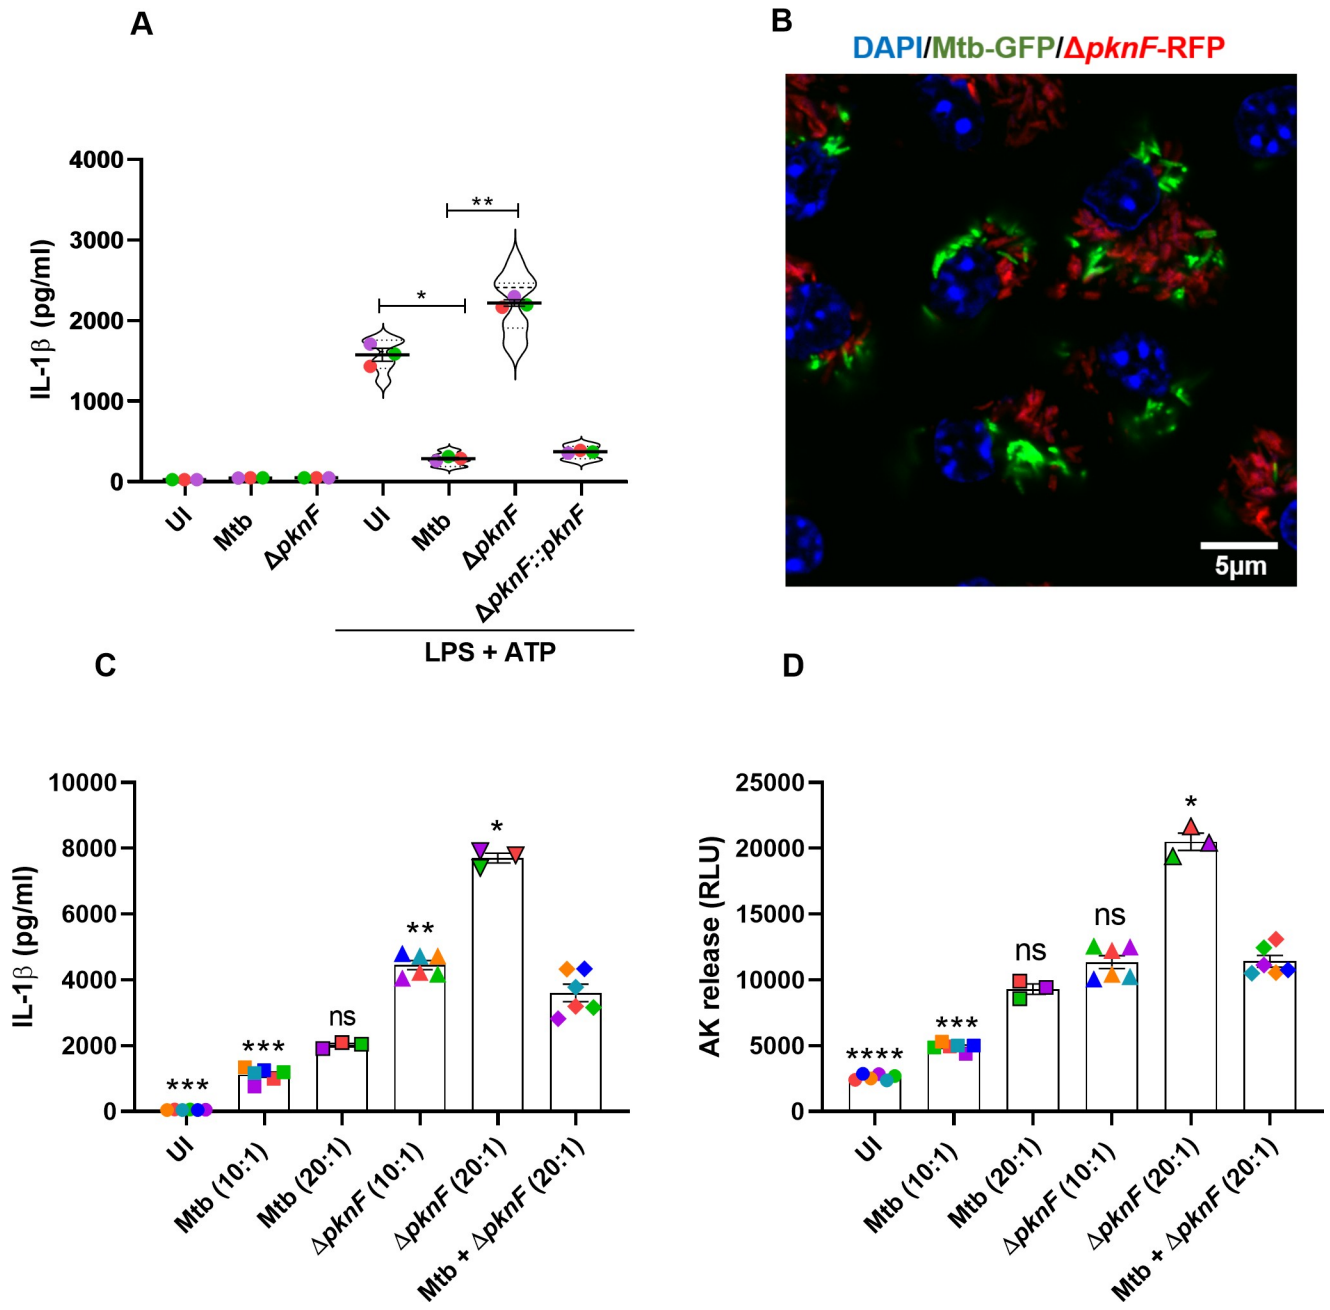 A
4000
3000
2000
1000
0
IL-1β (pg/ml)
*
**
UI
Mtb
ΔpknF
UI
Mtb
ΔpknF
ΔpknF::pknF
LPS + ATP
B
DAPI/Mtb-GFP/ΔpknF-RFP
5μm
C
10000
8000
6000
4000
2000
0
IL-1β (pg/ml)
***
***
ns
**
*
UI
Mtb (10:1)
Mtb (20:1)
ΔpknF (10:1)
ΔpknF (20:1)
Mtb + ΔpknF (20:1)
D
25000
20000
15000
10000
5000
0
AK release (RLU)
****
***
ns
ns
*
UI
Mtb (10:1)
Mtb (20:1)
ΔpknF (10:1)
ΔpknF (20:1)
Mtb + ΔpknF (20:1)